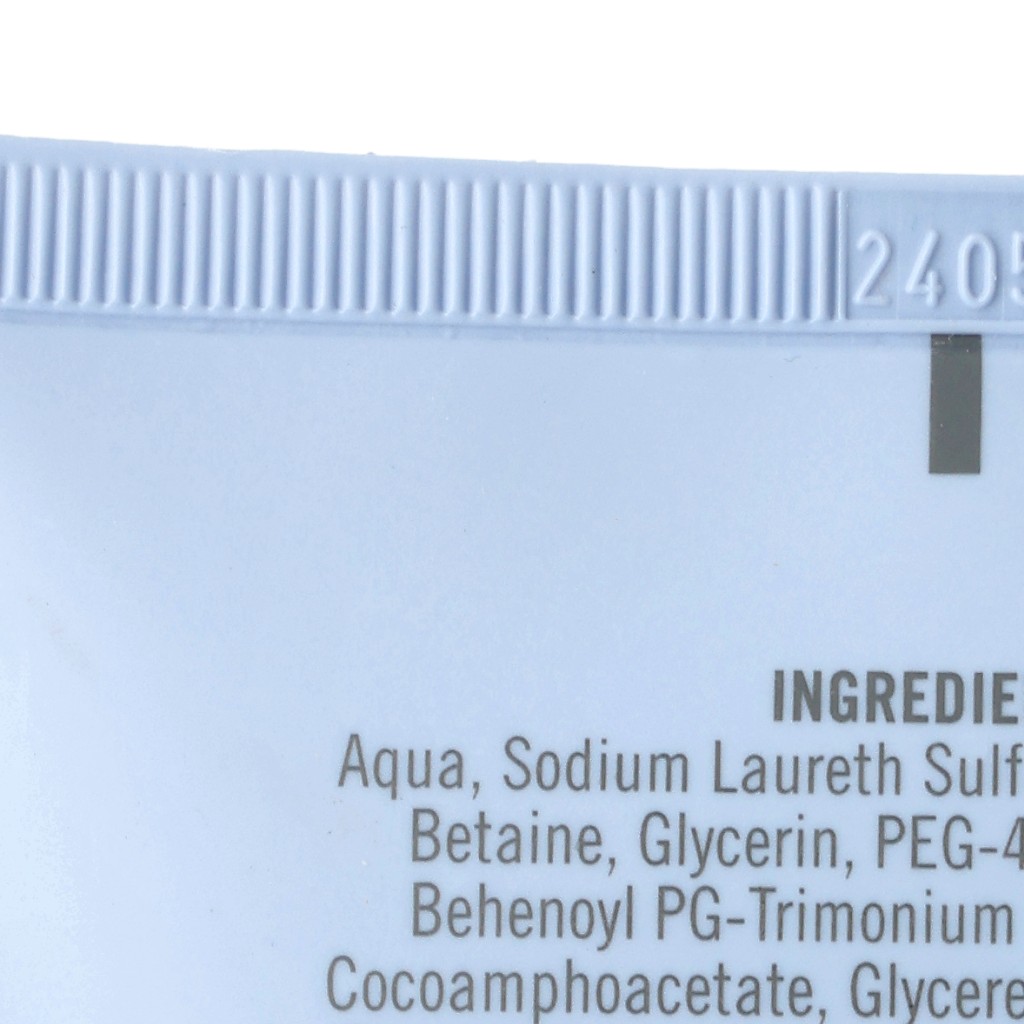 2405
INGREDIE
Aqua, Sodium Laureth Sulf
Betaine, Glycerin, PEG-4
Behenoyl PG-Trimonium
Cocoamphoacetate, Glycere